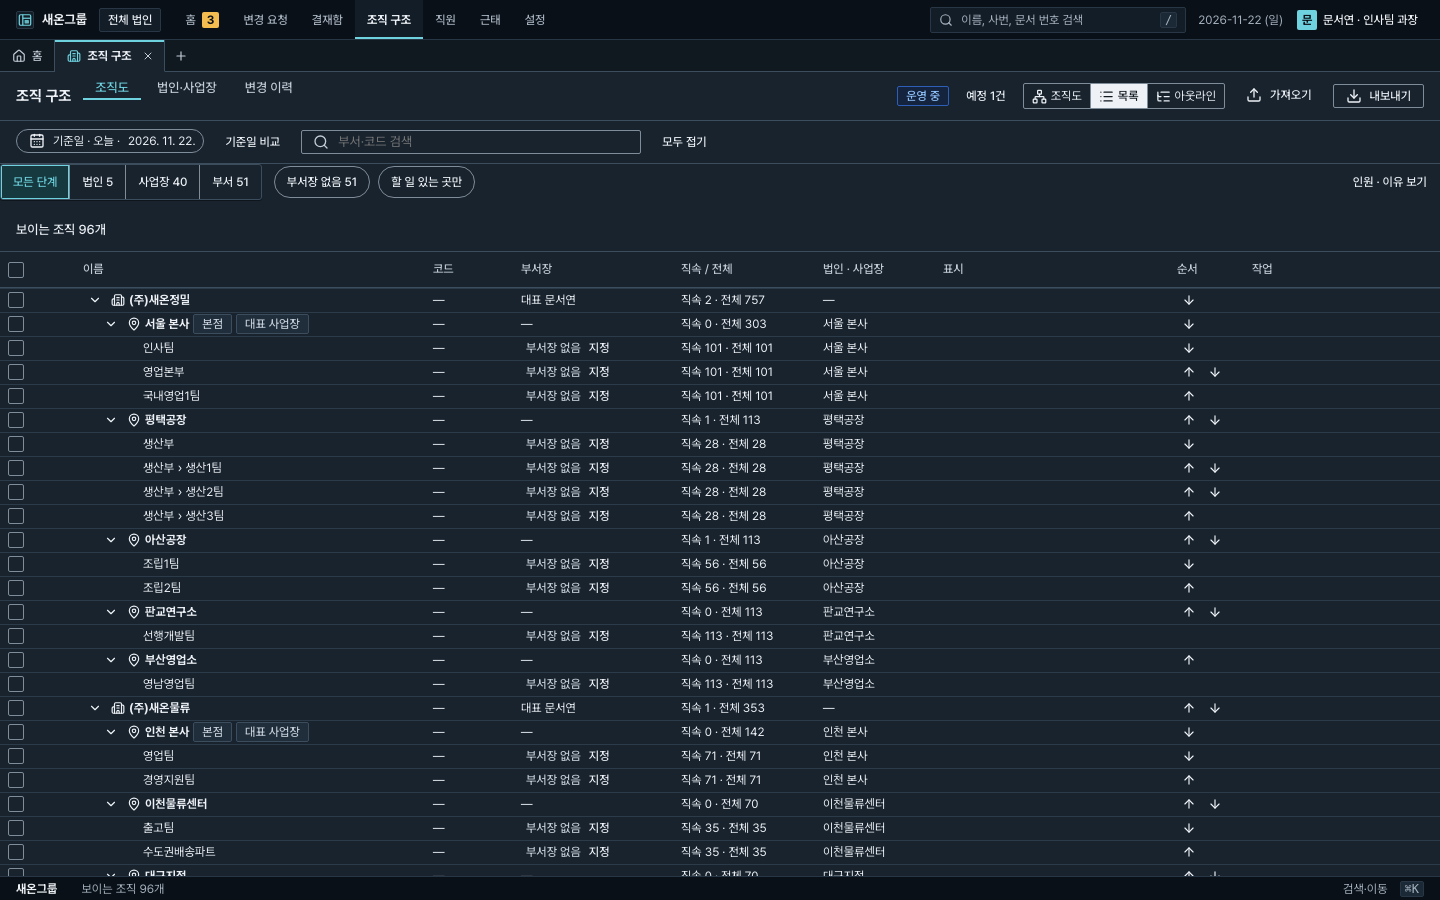 새온그룹 전체 법인 홈 3 변경 요청 결재함 조직 구조 직원 근태 설정 이름, 사번, 문서 번호 검색 / 2026-11-22 (일) 문 문서연 · 인사팀 과장
홈 조직 구조
조직 구조 조직도 법인·사업장 변경 이력 운영 중 예정 1건 조직도 목록 아웃라인 가져오기 내보내기
기준일 · 오늘 · 2026. 11. 22. 기준일 비교 부서·코드 검색 모두 접기
모든 단계 법인 5 사업장 40 부서 51 부서장 없음 51 할 일 있는 곳만 인원 · 이유 보기
보이는 조직 96개
이름 코드 부서장 직속 / 전체 법인 · 사업장 표시 순서 작업
(주)새온정밀 — 대표 문서연 직속 2 · 전체 757 — ↓
서울 본사 본점 대표 사업장 — — 직속 0 · 전체 303 서울 본사 ↓
인사팀 — 부서장 없음 지정 직속 101 · 전체 101 서울 본사 ↓
영업본부 — 부서장 없음 지정 직속 101 · 전체 101 서울 본사 ↑ ↓
국내영업1팀 — 부서장 없음 지정 직속 101 · 전체 101 서울 본사 ↑
평택공장 — — 직속 1 · 전체 113 평택공장 ↑ ↓
생산부 — 부서장 없음 지정 직속 28 · 전체 28 평택공장 ↓
생산부 › 생산1팀 — 부서장 없음 지정 직속 28 · 전체 28 평택공장 ↑ ↓
생산부 › 생산2팀 — 부서장 없음 지정 직속 28 · 전체 28 평택공장 ↑ ↓
생산부 › 생산3팀 — 부서장 없음 지정 직속 28 · 전체 28 평택공장 ↑
아산공장 — — 직속 1 · 전체 113 아산공장 ↑ ↓
조립1팀 — 부서장 없음 지정 직속 56 · 전체 56 아산공장 ↓
조립2팀 — 부서장 없음 지정 직속 56 · 전체 56 아산공장 ↑
판교연구소 — — 직속 0 · 전체 113 판교연구소 ↑ ↓
선행개발팀 — 부서장 없음 지정 직속 113 · 전체 113 판교연구소
부산영업소 — — 직속 0 · 전체 113 부산영업소 ↑
영남영업팀 — 부서장 없음 지정 직속 113 · 전체 113 부산영업소
(주)새온물류 — 대표 문서연 직속 1 · 전체 353 — ↑ ↓
인천 본사 본점 대표 사업장 — — 직속 0 · 전체 142 인천 본사 ↓
영업팀 — 부서장 없음 지정 직속 71 · 전체 71 인천 본사 ↓
경영지원팀 — 부서장 없음 지정 직속 71 · 전체 71 인천 본사 ↑
이천물류센터 — — 직속 0 · 전체 70 이천물류센터 ↑ ↓
출고팀 — 부서장 없음 지정 직속 35 · 전체 35 이천물류센터 ↓
수도권배송파트 — 부서장 없음 지정 직속 35 · 전체 35 이천물류센터 ↑
대구지점 — — 직속 0 · 전체 70 대구지점 ↑ ↓
새온그룹 보이는 조직 96개 검색·이동 ⌘K